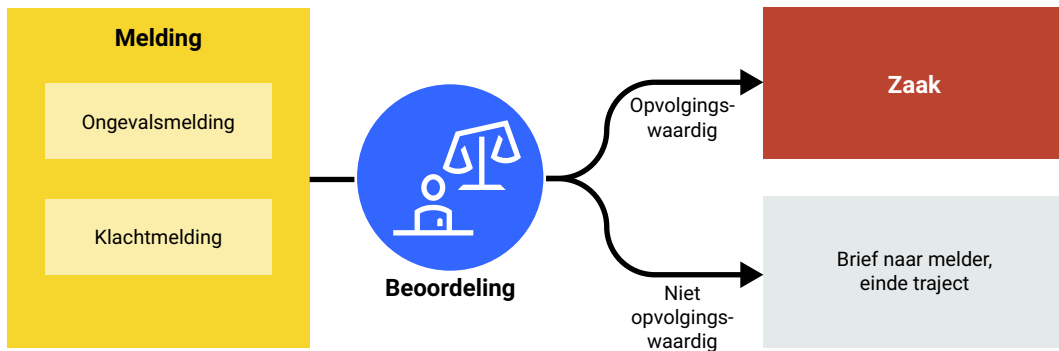 Melding
Ongevalsmelding
Klachtmelding
Beoordeling
Opvolgings-
waardig
Niet
opvolgings-
waardig
Zaak
Brief naar melder,
einde traject